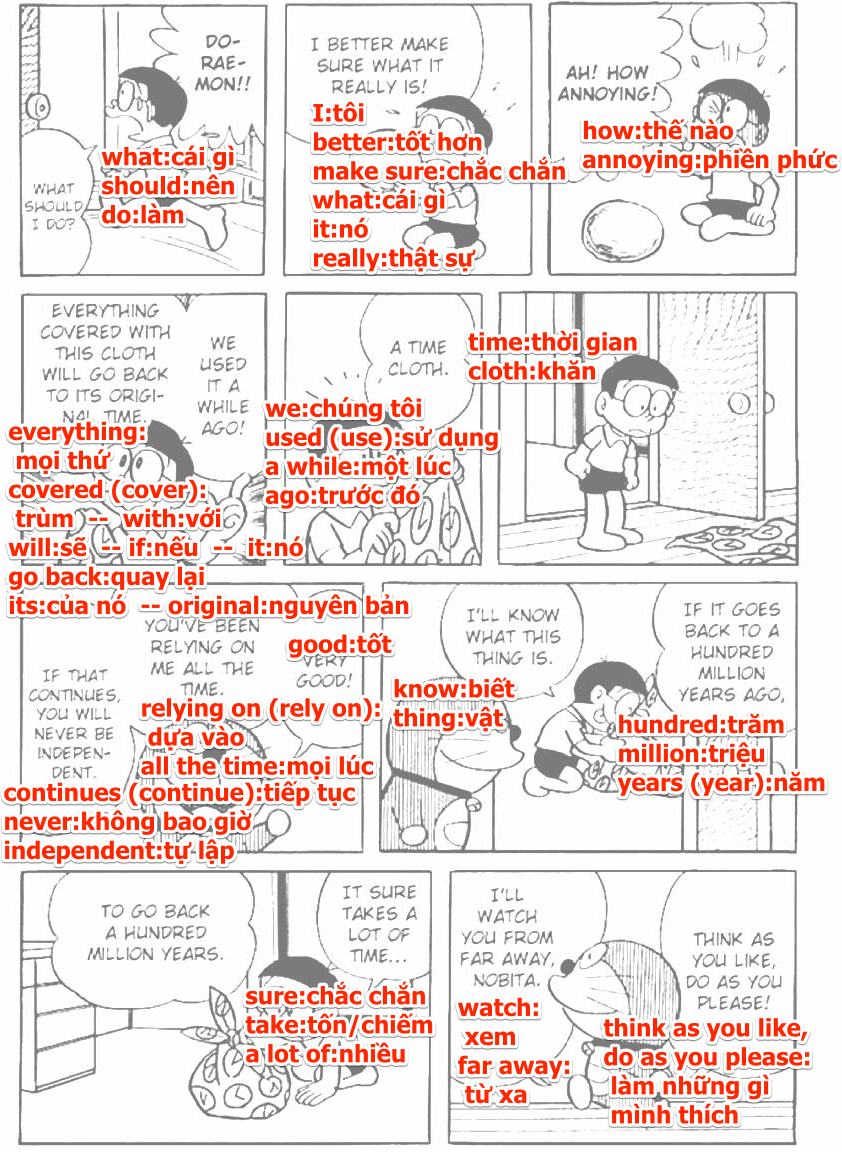 AH! HOW
ANNOYING!
how:thế nào
annoying:phiền phức
I BETTER MAKE
SURE WHAT IT
REALLY IS!
I:tôi
better:tốt hơn
make sure:chắc chắn
what:cái gì
it:nó
really:thật sự
DO-
RAE-
MON!!
WHAT
SHOULD
I DO?
what:cái gì
should:nên
do:làm
A TIME
CLOTH.
time:thời gian
cloth:khăn
WE
USED
IT A
WHILE
AGO!
we:chúng tôi
used (use):sử dụng
a while:một lúc
ago:trước đó
EVERYTHING
COVERED WITH
THIS CLOTH
WILL GO BACK
TO ITS ORIGI-
NAL TIME.
everything:
mọi thứ
covered (cover):
trùm -- with:với
will:sẽ -- if:nếu -- it:nó
go back:quay lại
its:của nó -- original:nguyên bản
IF IT GOES
BACK TO A
HUNDRED
MILLION
YEARS AGO,
hundred:trăm
million:triệu
years (year):năm
I'LL KNOW
WHAT THIS
THING IS.
know:biết
thing:vật
VERY
GOOD!
good:tốt
YOU'VE BEEN
RELYING ON
ME ALL THE
TIME.
relying on (rely on):
dựa vào
all the time:mọi lúc
IF THAT
CONTINUES,
YOU WILL
NEVER BE
INDEPEN-
DENT.
continues (continue):tiếp tục
never:không bao giờ
independent:tự lập
THINK AS
YOU LIKE,
DO AS YOU
PLEASE!
think as you like,
do as you please:
làm những gì
mình thích
I'LL
WATCH
YOU FROM
FAR AWAY,
NOBITA.
watch:
xem
far away:
từ xa
IT SURE
TAKES A
LOT OF
TIME...
sure:chắc chắn
take:tốn/chiếm
a lot of:nhiều
TO GO BACK
A HUNDRED
MILLION YEARS.